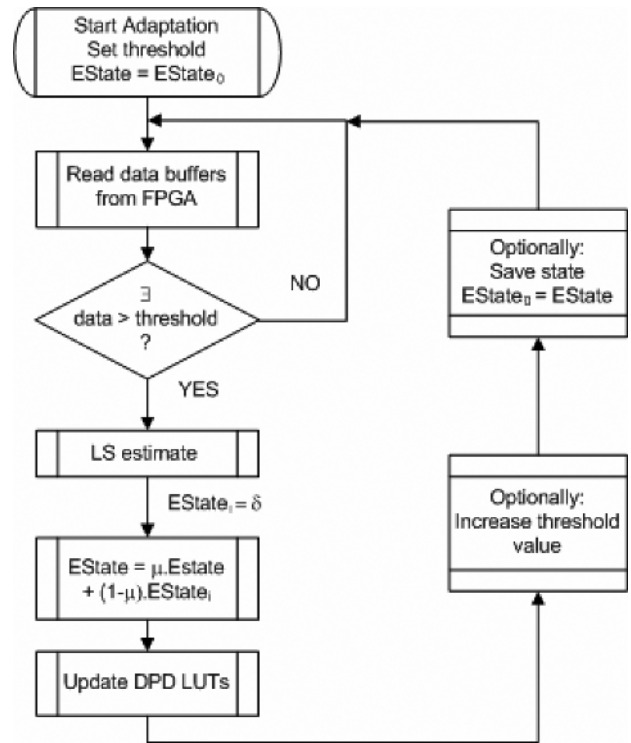 Start Adaptation
Set threshold
EState = EState₀
Read data buffers
from FPGA
∃
data > threshold
?
NO
YES
LS estimate
EStateᵢ = δ
EState = μ.Estate
+ (1-μ).EStateᵢ
Update DPD LUTs
Optionally:
Save state
EState₀ = EState
Optionally:
Increase threshold
value